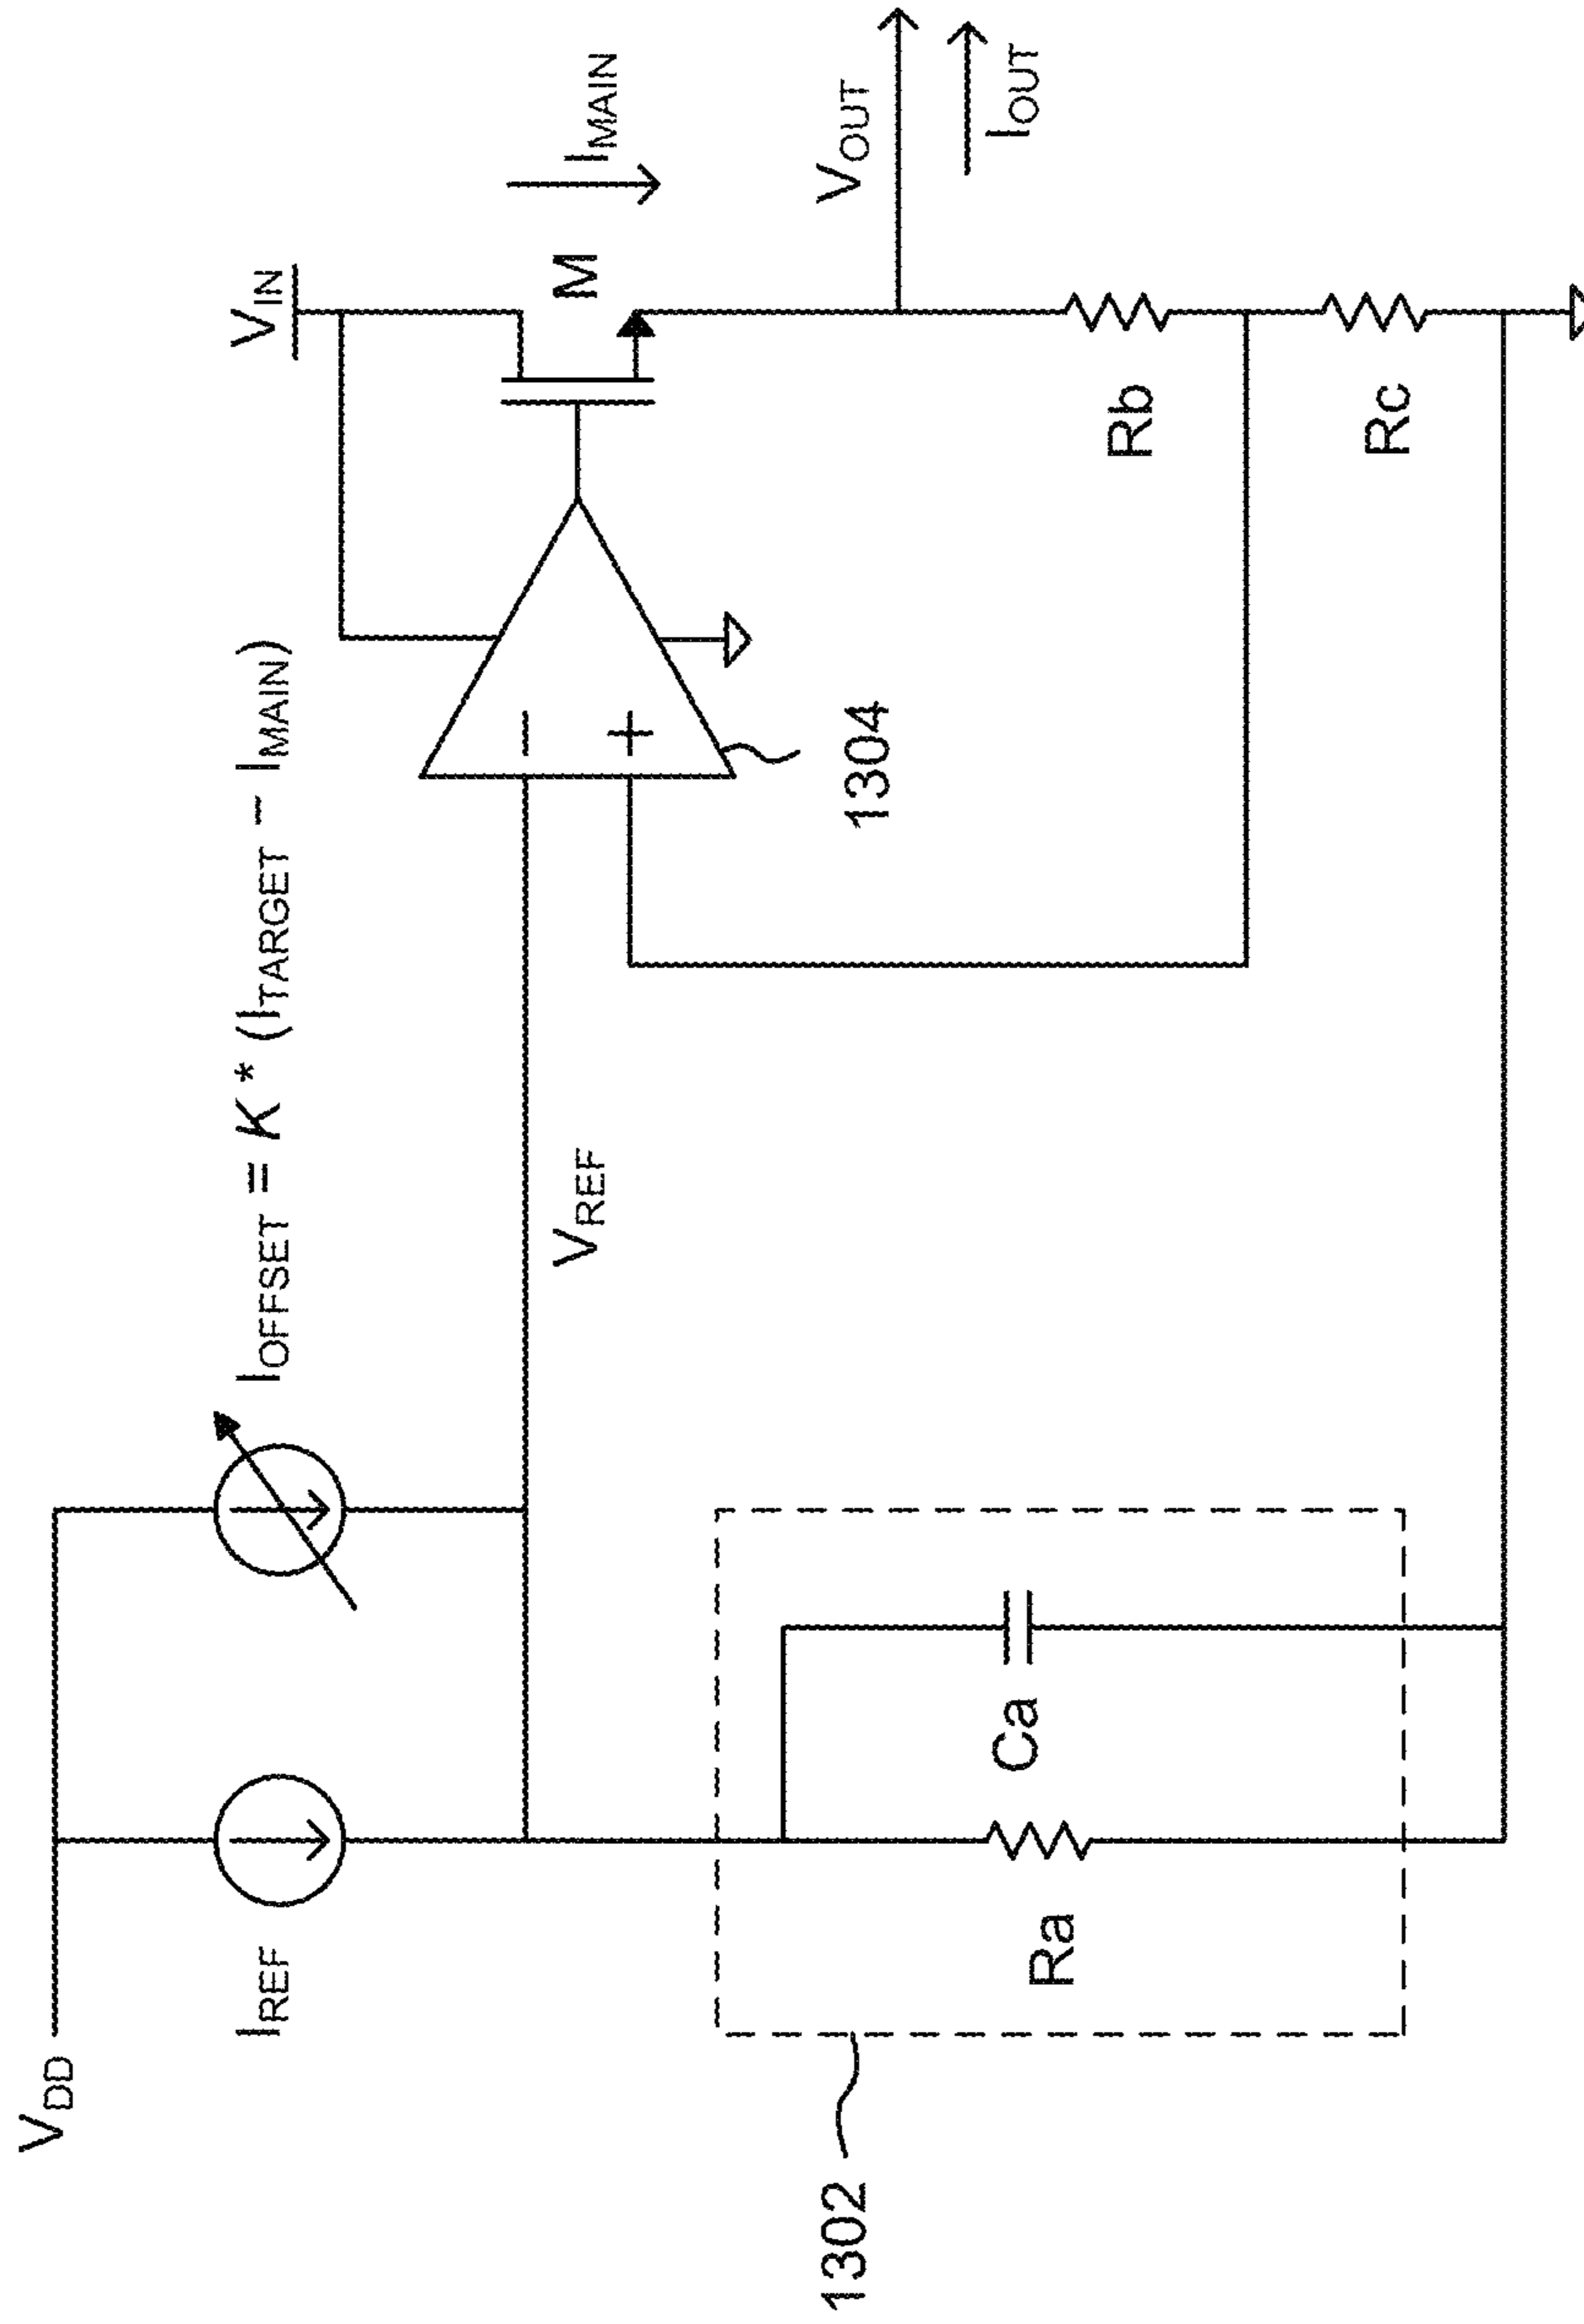 V_DD
I_REF
I_OFFSET = K * (I_TARGET – I_MAIN)
V_IN
I_MAIN
M
V_REF
–
+
1304
V_OUT
I_OUT
1302
Ra
Ca
Rb
Rc